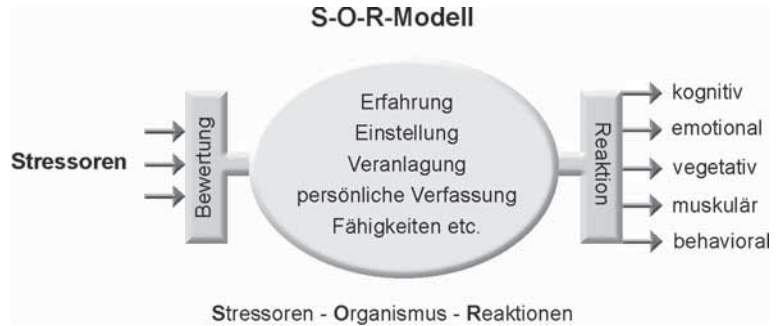 S-O-R-Modell
Stressoren
Bewertung
Erfahrung
Einstellung
Veranlagung
persönliche Verfassung
Fähigkeiten etc.
Reaktion
kognitiv
emotional
vegetativ
muskulär
behavioral
Stressoren - Organismus - Reaktionen